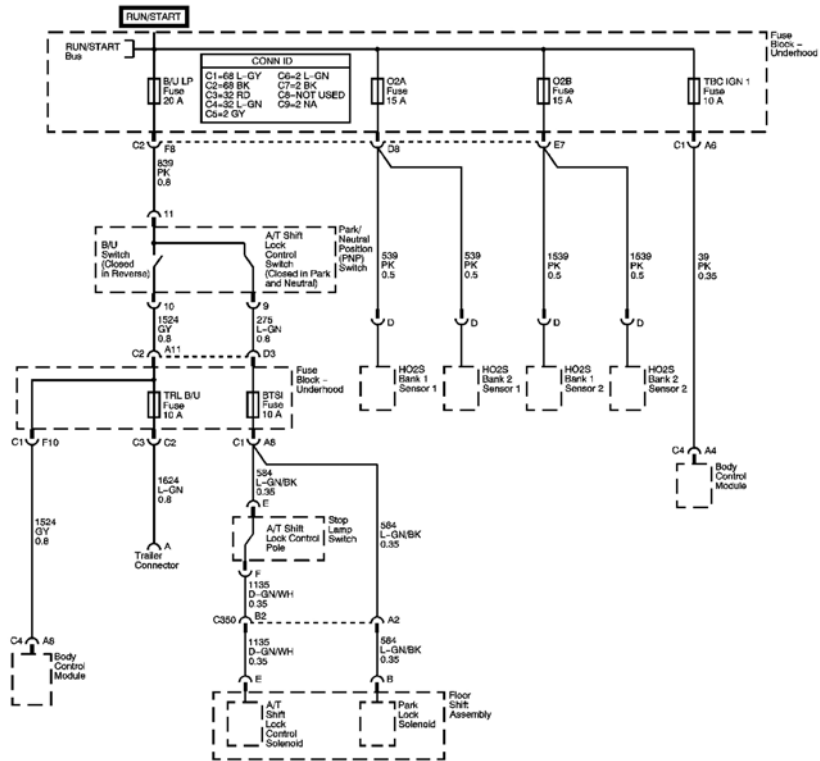 RUN/START
RUN/START
Bus
Fuse
Block –
Underhood
CONN ID
C1=68 L-GY C6=2 L-GN
C2=68 BK C7=2 BK
C3=32 RD C8-NOT USED
C4=32 L-GN C9=2 NA
C5=2 GY
B/U LP
Fuse
20 A
O2A
Fuse
15 A
O2B
Fuse
15 A
TBC IGN 1
Fuse
10 A
C2 F8
D8
E7
C1 A6
839
PK
0.8
11
B/U
Switch
(Closed
in Reverse)
A/T Shift
Lock
Control
Switch
(Closed in Park
and Neutral)
Park/
Neutral
Position
(PNP)
Switch
539
PK
0.5
539
PK
0.5
1539
PK
0.5
1539
PK
0.5
39
PK
0.35
10
9
1524
GY
0.8
275
L-GN
0.8
D
D
D
D
C2 A11
D3
HO2S
Bank 1
Sensor 1
HO2S
Bank 2
Sensor 1
HO2S
Bank 1
Sensor 2
HO2S
Bank 2
Sensor 2
Fuse
Block –
Underhood
TRL B/U
Fuse
10 A
BTSI
Fuse
10 A
C1 F10
C3 C2
C1 A8
C4 A4
Body
Control
Module
1624
L-GN
0.8
584
L-GN/BK
0.35
E
1524
GY
0.8
A
Trailer
Connector
A/T Shift
Lock Control
Pole
Stop
Lamp
Switch
584
L-GN/BK
0.35
F
1135
D-GN/WH
0.35
C350 B2
A2
C4 A8
Body
Control
Module
1135
D-GN/WH
0.35
584
L-GN/BK
0.35
E
B
A/T
Shift
Lock
Control
Solenoid
Park
Lock
Solenoid
Floor
Shift
Assembly